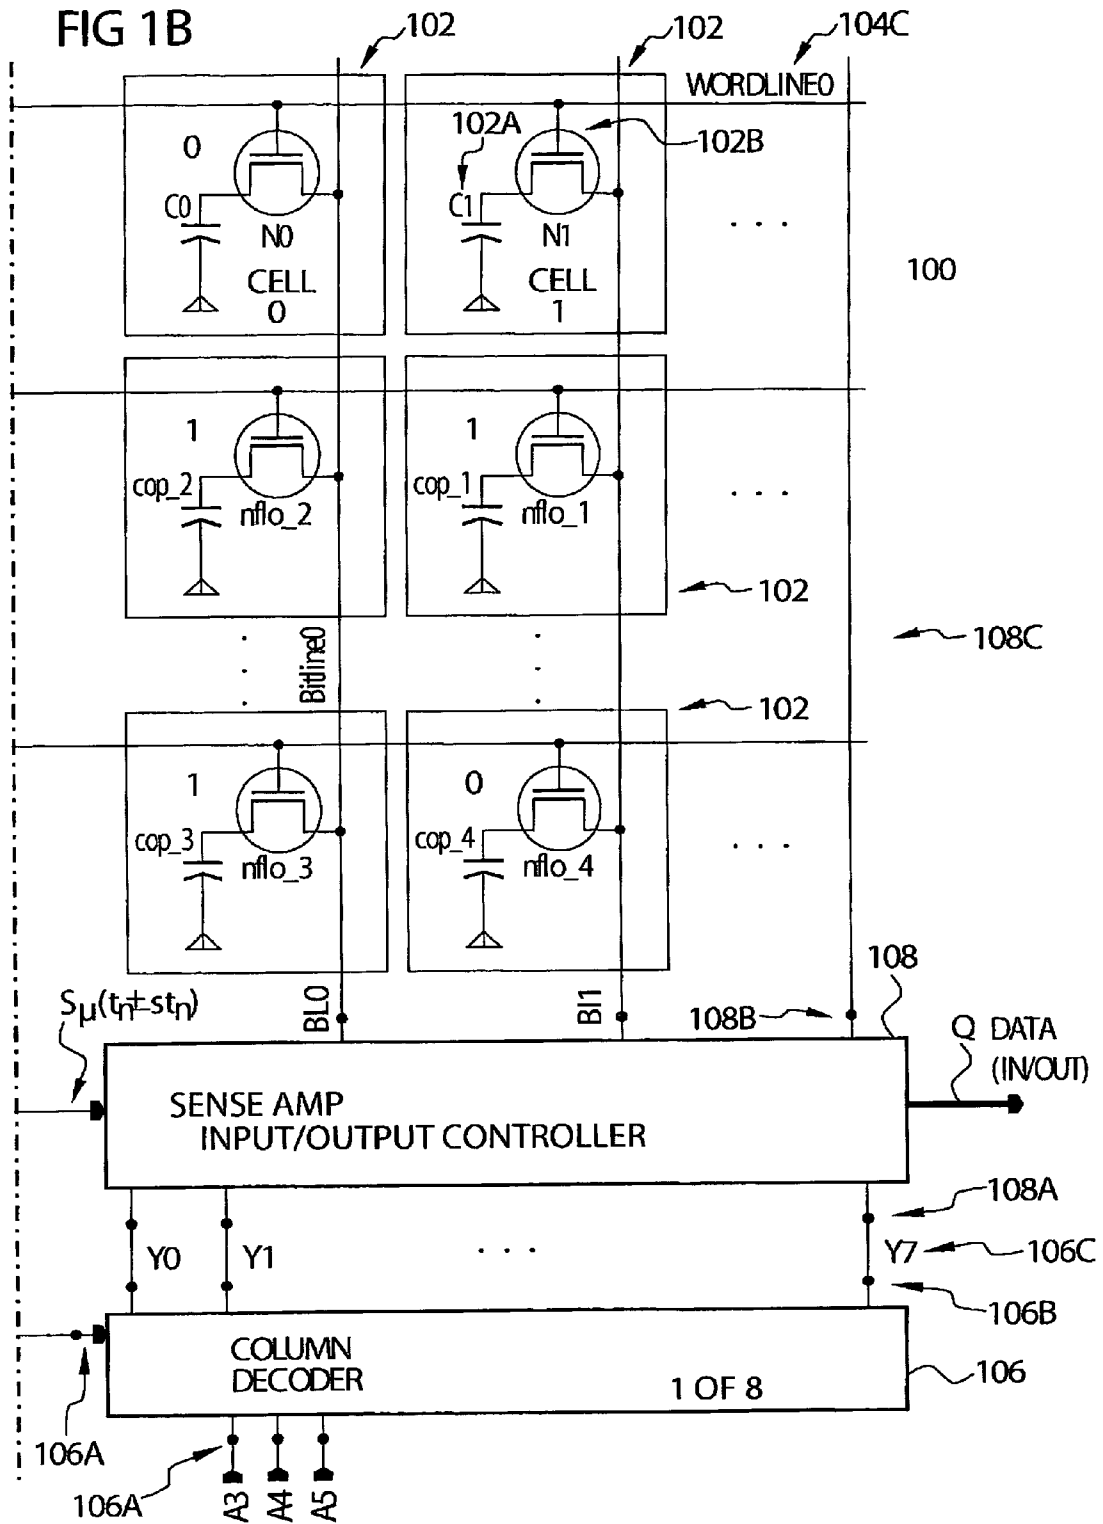 FIG 1B
102
102
104C
WORDLINE0
102A
102B
0
C0
N0
CELL
0
C1
N1
CELL
1
. . .
100
1
cop_2
nflo_2
1
cop_1
nflo_1
. . .
102
108C
Bitline0
102
1
cop_3
nflo_3
0
cop_4
nflo_4
. . .
108
Sμ(tn±stn)
BL0
BI1
108B
Q DATA
(IN/OUT)
SENSE AMP
INPUT/OUTPUT CONTROLLER
108A
Y0
Y1
. . .
Y7
106C
106B
COLUMN
DECODER
1 OF 8
106
106A
106A
A3
A4
A5